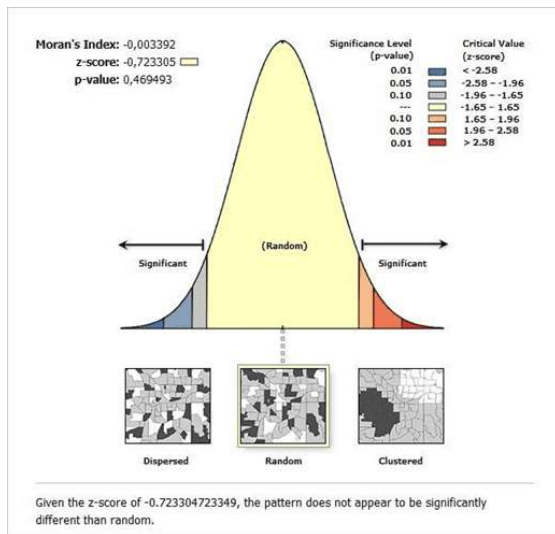 Moran's Index: -0,003392
z-score: -0,723305
p-value: 0,469493
Significance Level
(p-value)
Critical Value
(z-score)
0.01 < -2.58
0.05 -2.58 – -1.96
0.10 -1.96 – -1.65
--- -1.65 – 1.65
0.10 1.65 – 1.96
0.05 1.96 – 2.58
0.01 > 2.58
Significant
(Random)
Significant
Dispersed
Random
Clustered
Given the z-score of -0.723304723349, the pattern does not appear to be significantly
different than random.